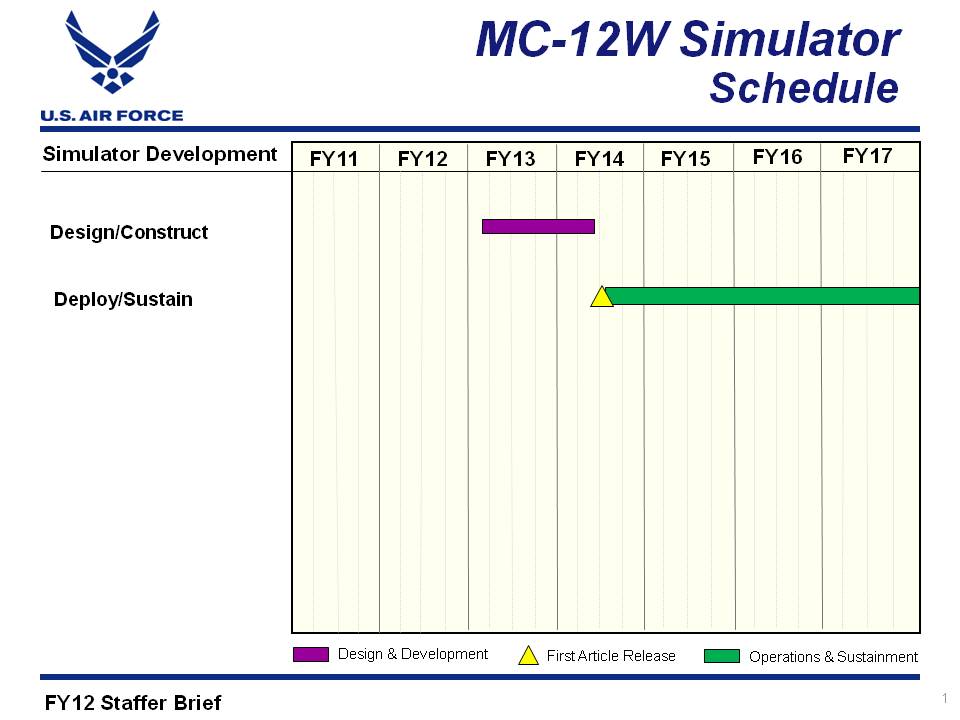 MC-12W Simulator
Schedule
U.S. AIR FORCE
Simulator Development
FY11 FY12 FY13 FY14 FY15 FY16 FY17
Design/Construct
Deploy/Sustain
Design & Development First Article Release Operations & Sustainment
FY12 Staffer Brief
1